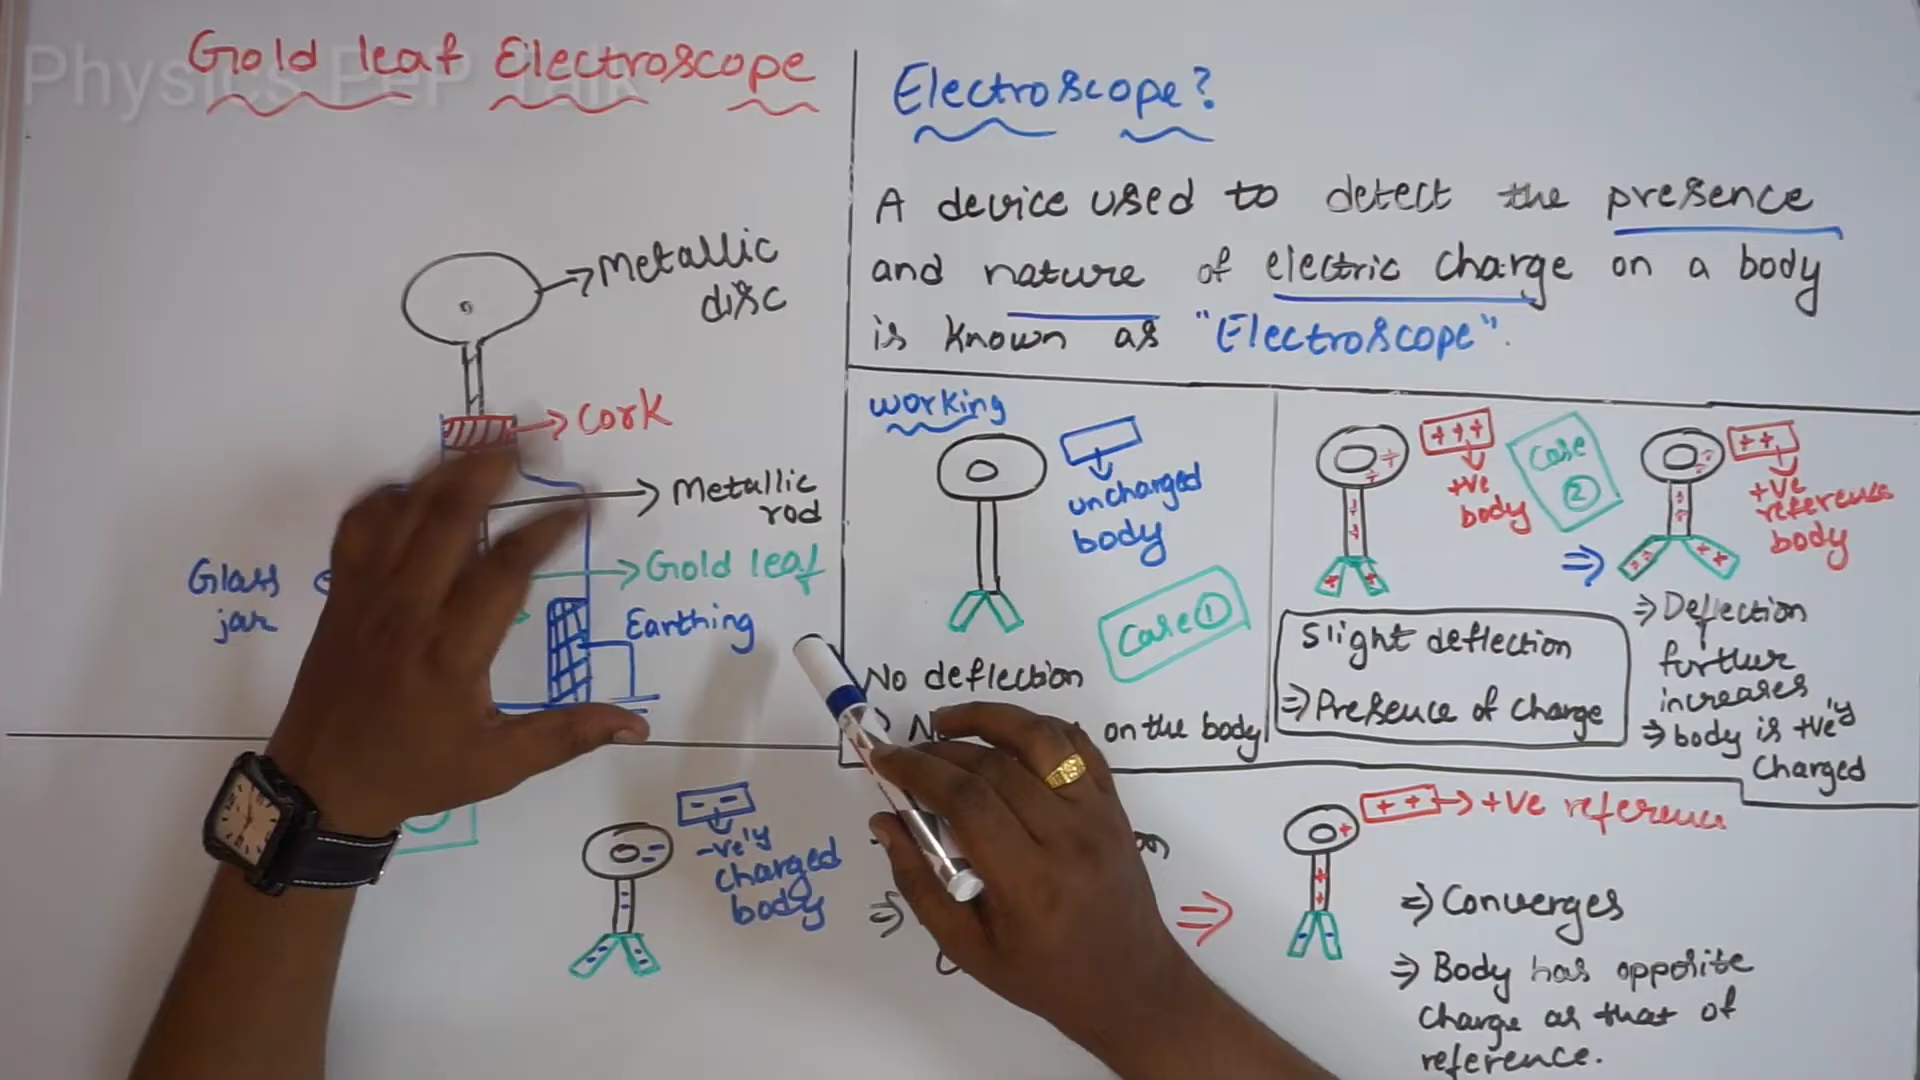 Physics PeP Talk
Gold leaf Electroscope
Metallic
disc
Cork
Metallic
rod
Gold leaf
Glass
jar
Earthing
Electroscope?
A device used to detect the presence
and nature of electric charge on a body
is known as "Electroscope".
working
uncharged
body
Case ①
No deflection
on the body
+ + +
+ve
body
Case
②
Slight deflection
⇒ Presence of charge
⇒
+ +
+ve
reference
body
⇒ Deflection
further
increases
⇒ body is +ve'ly
Charged
- -
-ve'ly
charged
body
⇒
⇒
+ + → +ve reference
⇒ Converges
⇒ Body has opposite
charge as that of
reference.